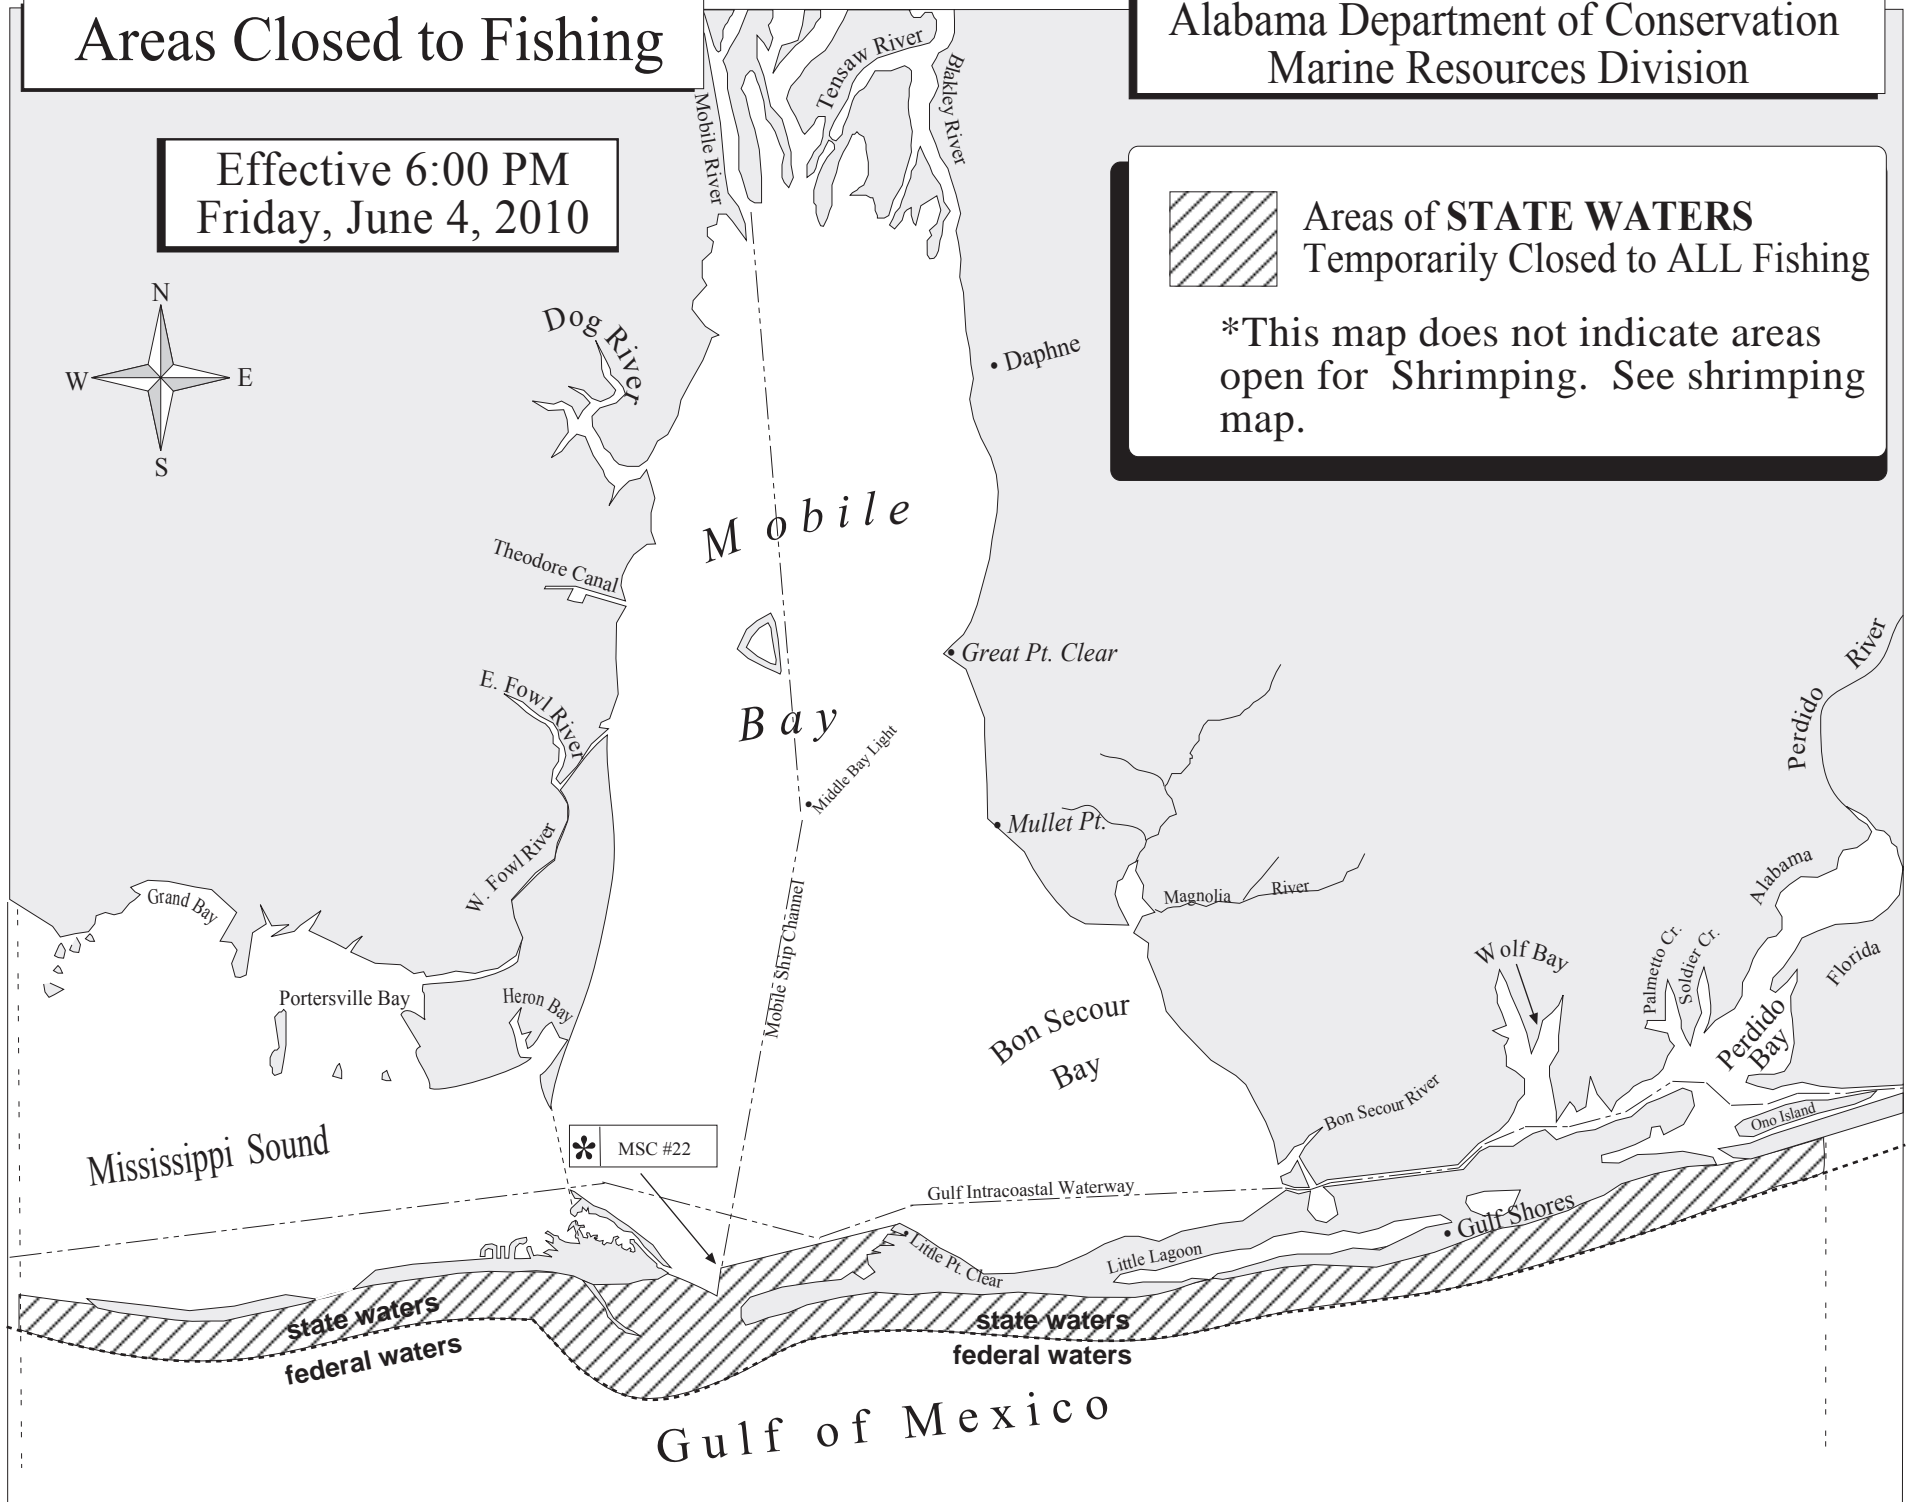 Areas Closed to Fishing
Alabama Department of Conservation
Marine Resources Division
Effective 6:00 PM
Friday, June 4, 2010
Areas of STATE WATERS
Temporarily Closed to ALL Fishing
*This map does not indicate areas
open for Shrimping. See shrimping
map.
N
W
E
S
Mobile River
Tensaw River
Blakley River
Dog River
Daphne
Mobile
Bay
Theodore Canal
Great Pt. Clear
E. Fowl River
Middle Bay Light
Mullet Pt.
W. Fowl River
Perdido River
Grand Bay
Magnolia River
Alabama
Florida
Mobile Ship Channel
Portersville Bay
Heron Bay
Bon Secour
Bay
Wolf Bay
Palmetto Cr.
Soldier Cr.
Perdido
Bay
Bon Secour River
Ono Island
Mississippi Sound
* MSC #22
Gulf Intracoastal Waterway
Gulf Shores
Little Pt. Clear
Little Lagoon
state waters
federal waters
state waters
federal waters
Gulf of Mexico